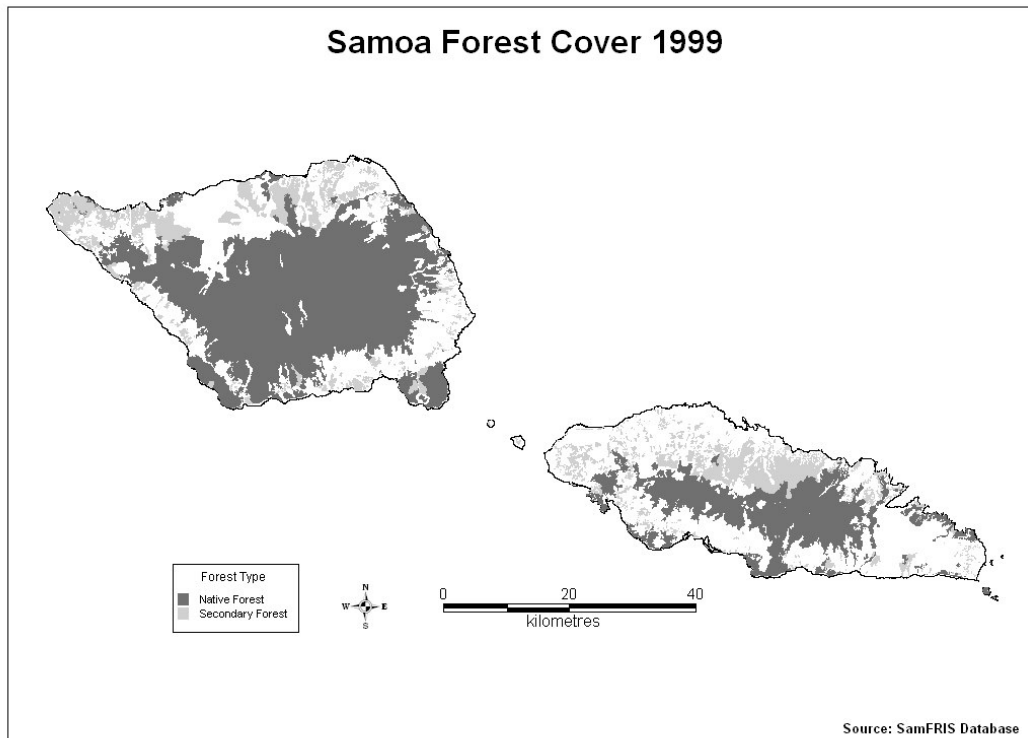 Samoa Forest Cover 1999
Forest Type
Native Forest
Secondary Forest
N
W E
S
0 20 40
kilometres
Source: SamFRIS Database